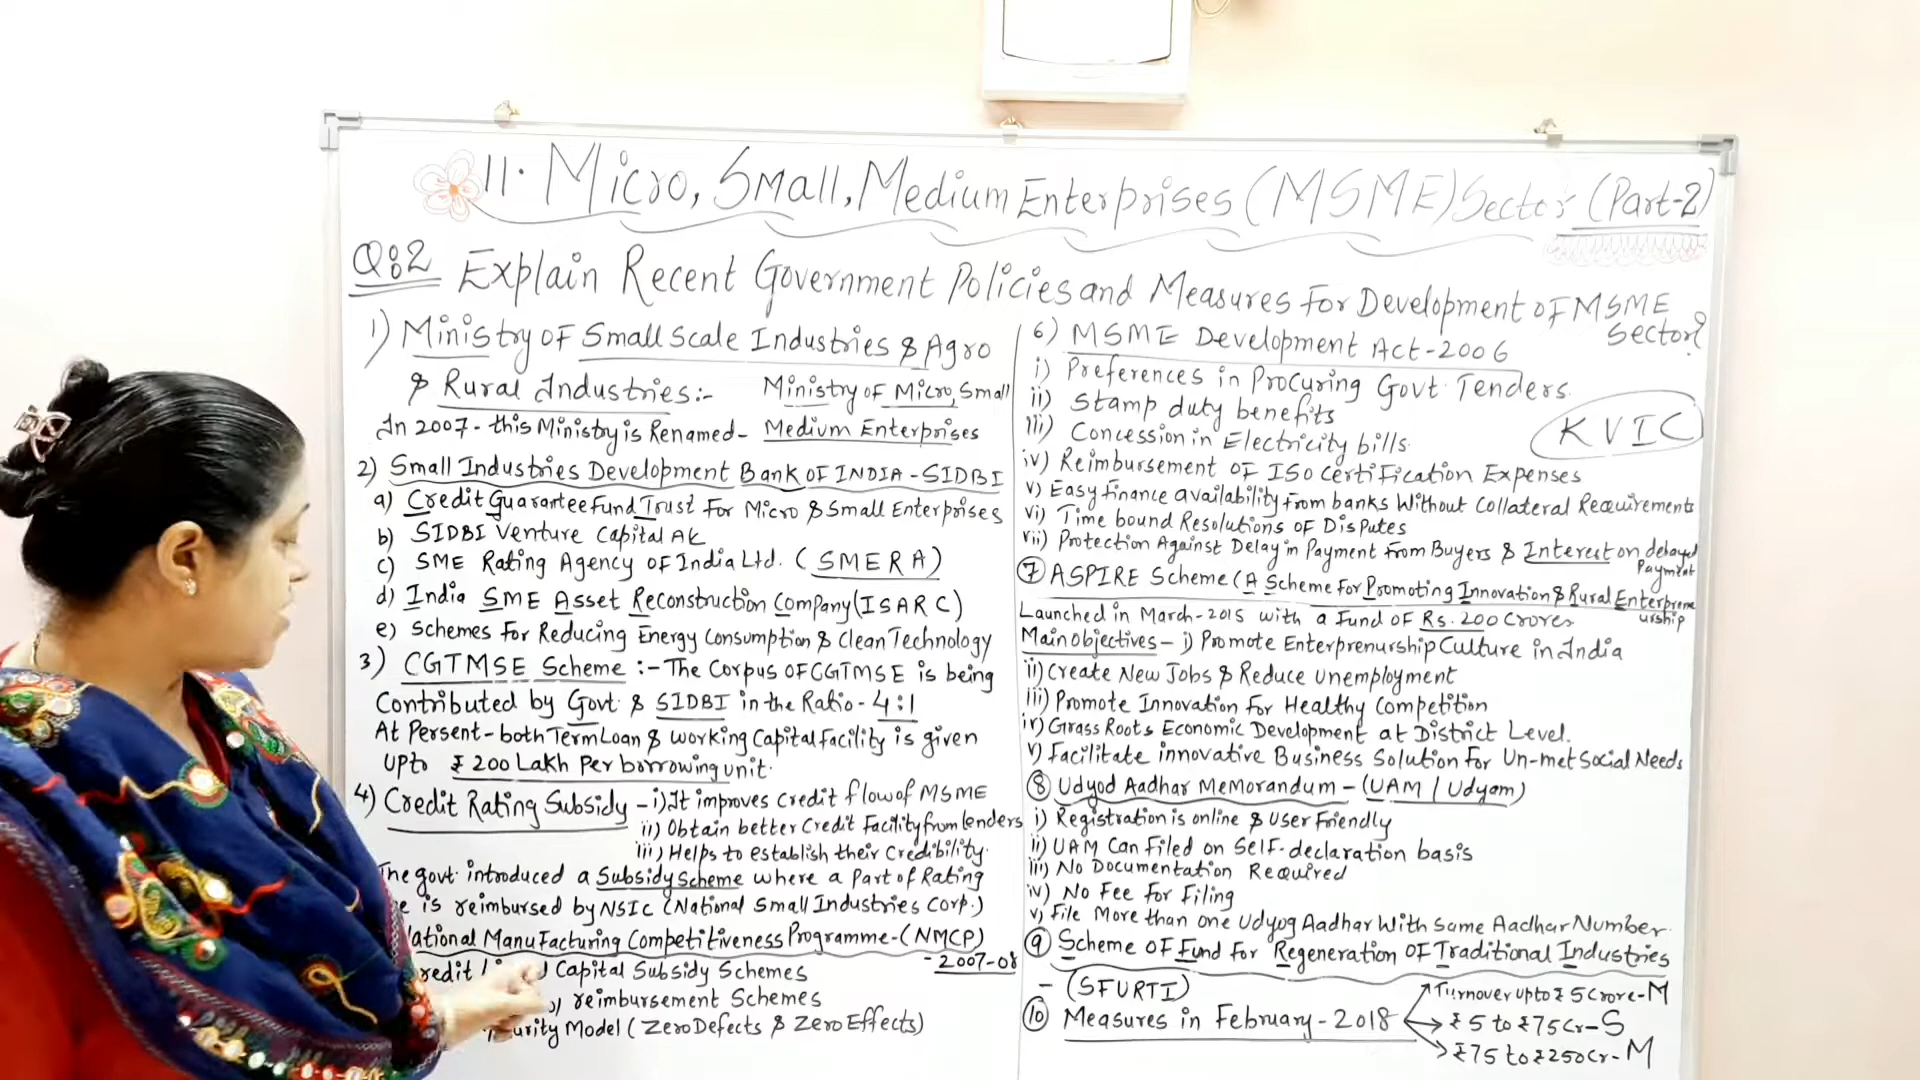 11. Micro, Small, Medium Enterprises (MSME) Sector (Part-2)
Q:2 Explain Recent Government Policies and Measures For Development of MSME
Sector?
1) Ministry of Small Scale Industries & Agro
& Rural Industries:- Ministry of Micro, Small
In 2007 - this Ministry is Renamed - Medium Enterprises
2) Small Industries Development Bank of INDIA - SIDBI
a) Credit Guarantee Fund Trust For Micro & Small Enterprises
b) SIDBI Venture Capital
c) SME Rating Agency of India Ltd. (SMERA)
d) India SME Asset Reconstruction Company (ISARC)
e) Schemes For Reducing Energy Consumption & Clean Technology
3) CGTMSE Scheme :- The Corpus of CGTMSE is being
Contributed by Govt & SIDBI in the Ratio - 4:1
At Persent - both Term Loan & working Capital Facility is given
Upto ₹ 200 Lakh Per borrowing unit.
4) Credit Rating Subsidy - i) It improves credit flow of MSME
ii) Obtain better Credit Facility from lenders
iii) Helps to establish their Credibility.
The govt. introduced a Subsidy Scheme where a Part of Rating
is reimbursed by NSIC (National Small Industries Corp.)
National Manufacturing Competitiveness Programme - (NMCP)
- 2007-08
Capital Subsidy Schemes
reimbursement Schemes
Model (Zero Defects & Zero Effects)
6) MSME Development Act - 2006
i) Preferences in Procuring Govt. Tenders.
ii) Stamp duty benefits
iii) Concession in Electricity bills.
KVIC
iv) Reimbursement of ISO Certification Expenses
v) Easy finance availability from banks without Collateral Requirements
vi) Time bound Resolutions of Disputes
vii) Protection Against Delay in Payment from Buyers & Interest on delayed
Payment
7 ASPIRE Scheme (A Scheme for Promoting Innovation & Rural Enterprene
urship
Launched in March - 2015 with a Fund of Rs. 200 Crores
Main objectives - i) Promote Enterprenurship Culture in India
ii) Create New Jobs & Reduce unemployment
iii) Promote Innovation for Healthy Competition
iv) Grass Roots Economic Development at District Level.
v) Facilitate innovative Business Solution for Un-met Social Needs
8 Udyod Aadhar Memorandum - (UAM / Udyam)
i) Registration is online & User Friendly
ii) UAM Can Filed on Self-declaration basis
iii) No Documentation Required
iv) No Fee for Filing
v) File More than one Udyog Aadhar With Same Aadhar Number.
9 Scheme of Fund for Regeneration of Traditional Industries
- (SFURTI)
10 Measures in February - 2018
Turnover upto ₹ 5 Crore - M
₹ 5 to ₹75 Cr - S
₹75 to ₹250 Cr - M